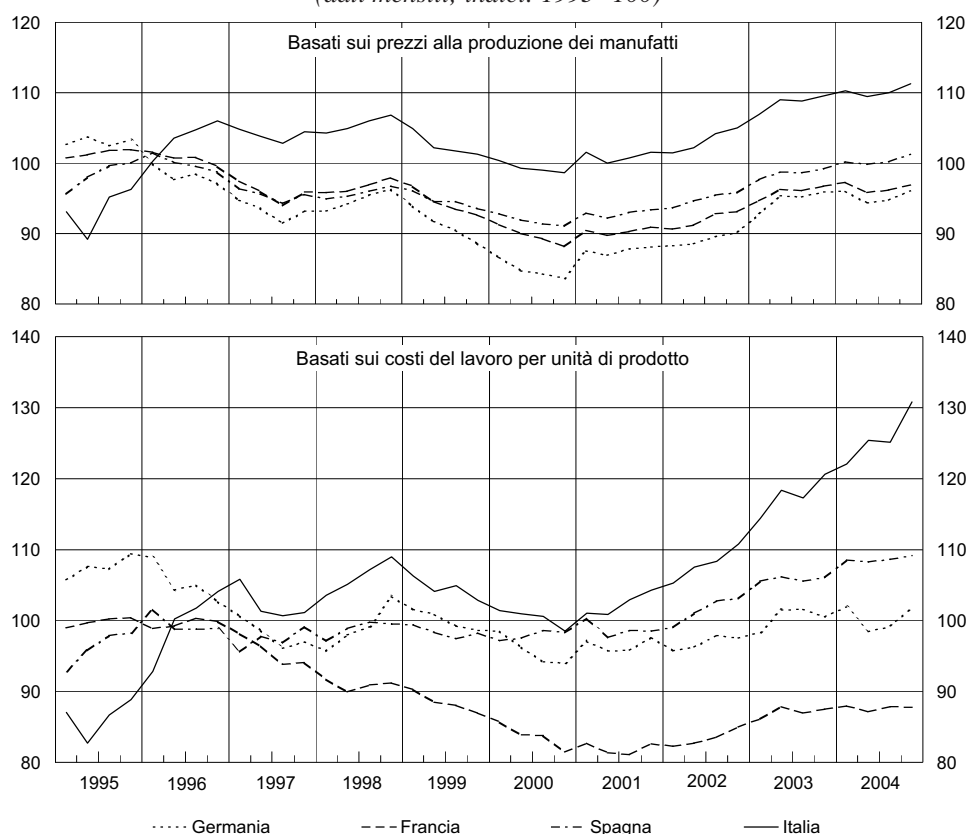 (dati mensili; indici:
120 120
Basati sui prezzi alla produzione dei manufatti
110 110
100 100
90 90
80 80
140 140
Basati sui costi del lavoro per unità di prodotto
130 130
120 120
110 110
100 100
90 90
80 80
1995 1996 1997 1998 1999 2000 2001 2002 2003 2004
Germania Francia Spagna Italia